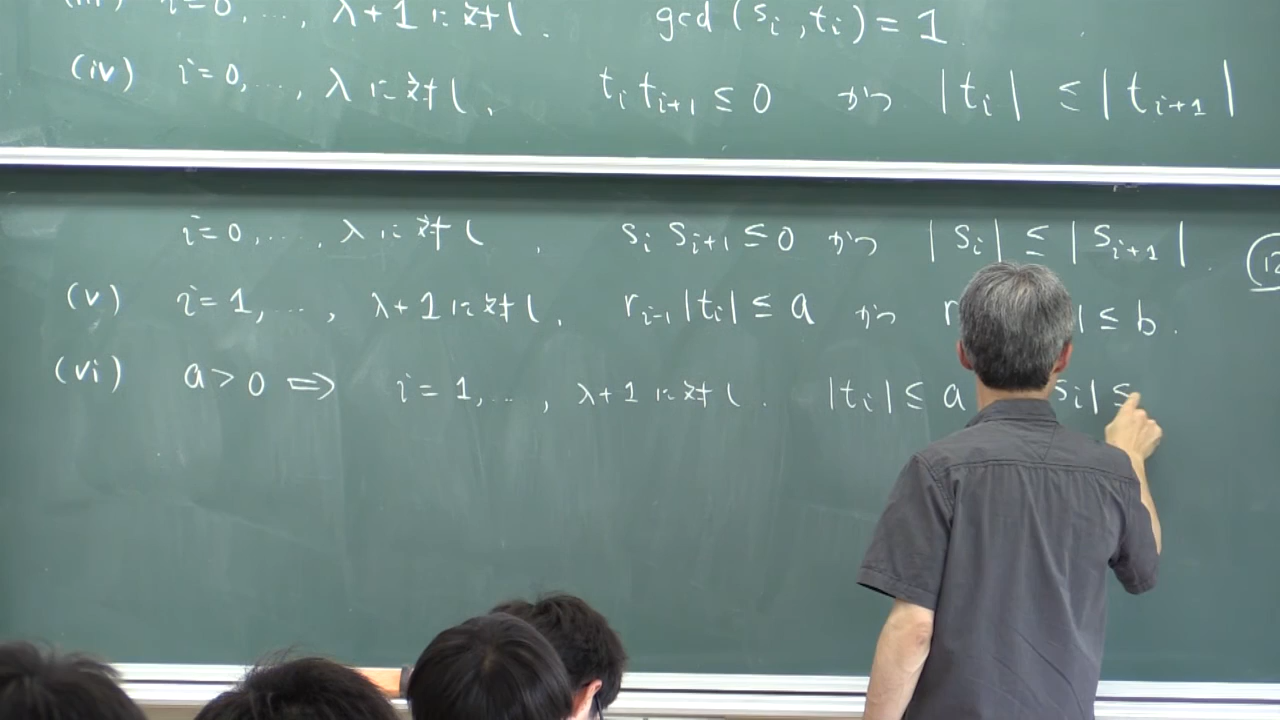 i=0,…, λ+1に対し. gcd(s_i, t_i)=1.
(iv) i=0,…, λに対し, t_i t_{i+1} ≤ 0 かつ |t_i| ≤ |t_{i+1}|
i=0,…, λに対し, s_i s_{i+1} ≤ 0 かつ |s_i| ≤ |s_{i+1}|.
(v) i=1,…, λ+1に対し, r_{i-1}|t_i| ≤ a かつ r | ≤ b.
(vi) a>0 ⇒ i=1,…, λ+1に対し. |t_i| ≤ a s_i| ≤